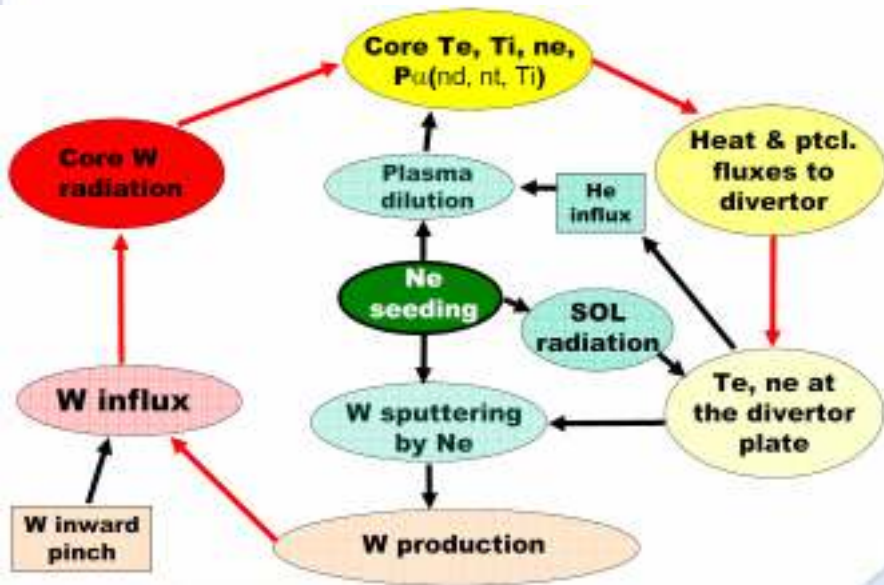 Core Te, Ti, ne,
Pα(nd, nt, Ti)
Core W
radiation
Plasma
dilution
He
influx
Heat & ptcl.
fluxes to
divertor
Ne
seeding
SOL
radiation
W influx
W sputtering
by Ne
Te, ne at
the divertor
plate
W inward
pinch
W production